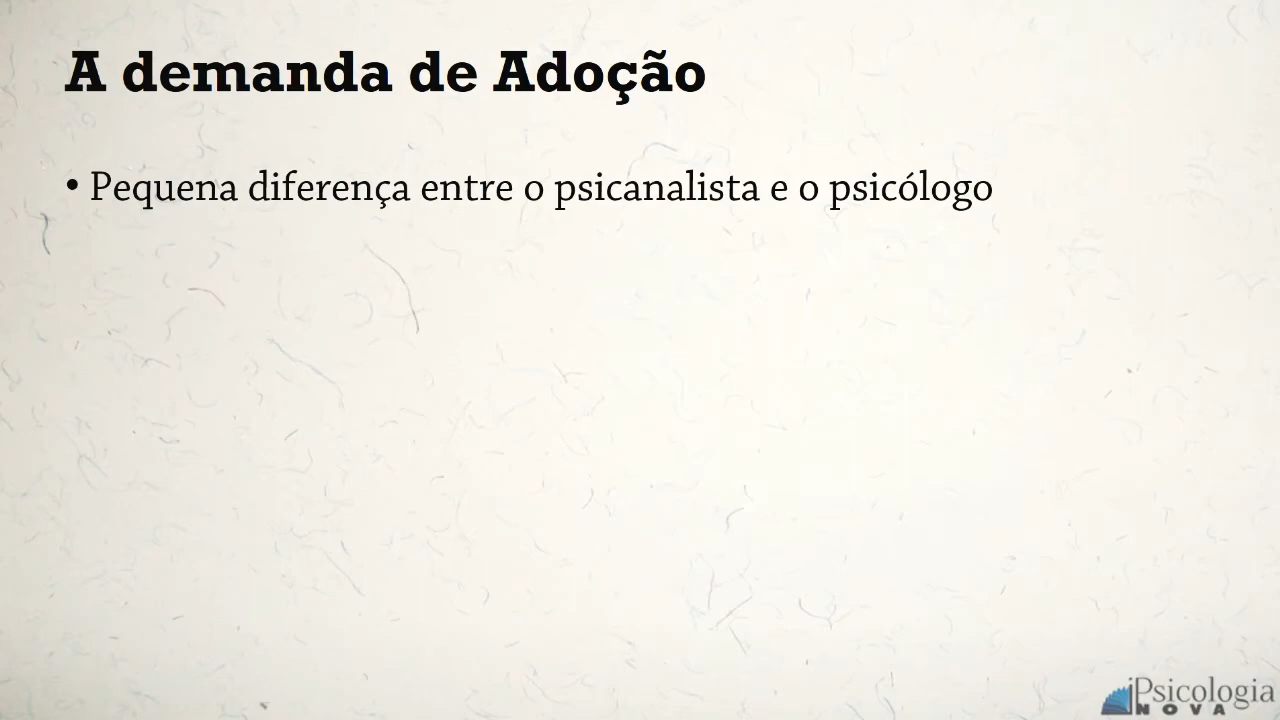 A demanda de Adoção
• Pequena diferença entre o psicanalista e o psicólogo
Psicologia
NOVA